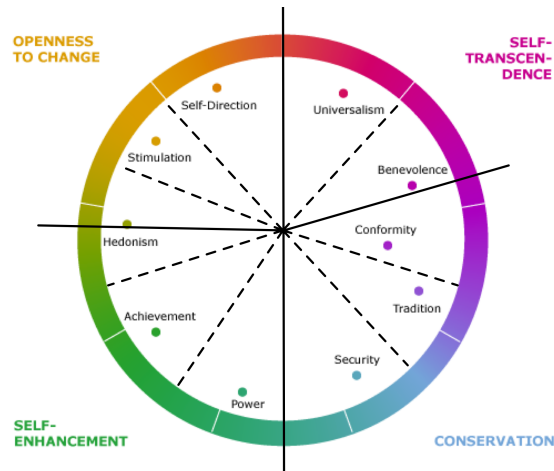 OPENNESS
TO CHANGE
SELF-
TRANSCEN-
DENCE
Self-Direction
Universalism
Stimulation
Benevolence
Conformity
Hedonism
Tradition
Achievement
Security
Power
SELF-
ENHANCEMENT
CONSERVATION